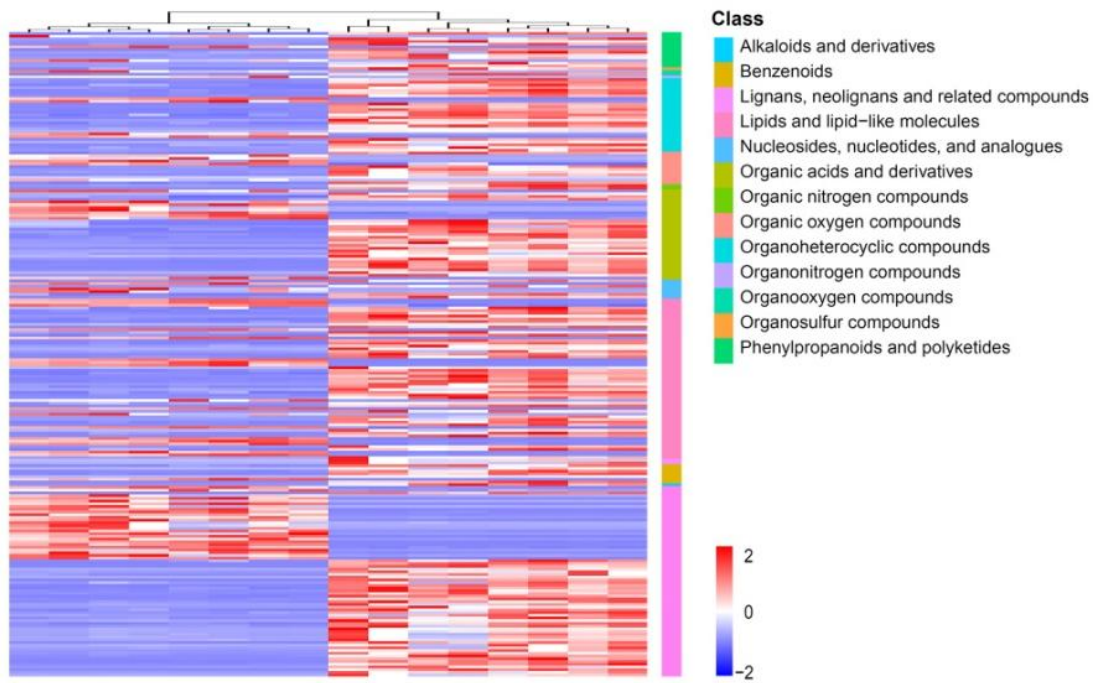 Class
Alkaloids and derivatives
Benzenoids
Lignans, neolignans and related compounds
Lipids and lipid−like molecules
Nucleosides, nucleotides, and analogues
Organic acids and derivatives
Organic nitrogen compounds
Organic oxygen compounds
Organoheterocyclic compounds
Organonitrogen compounds
Organooxygen compounds
Organosulfur compounds
Phenylpropanoids and polyketides
2
0
−2